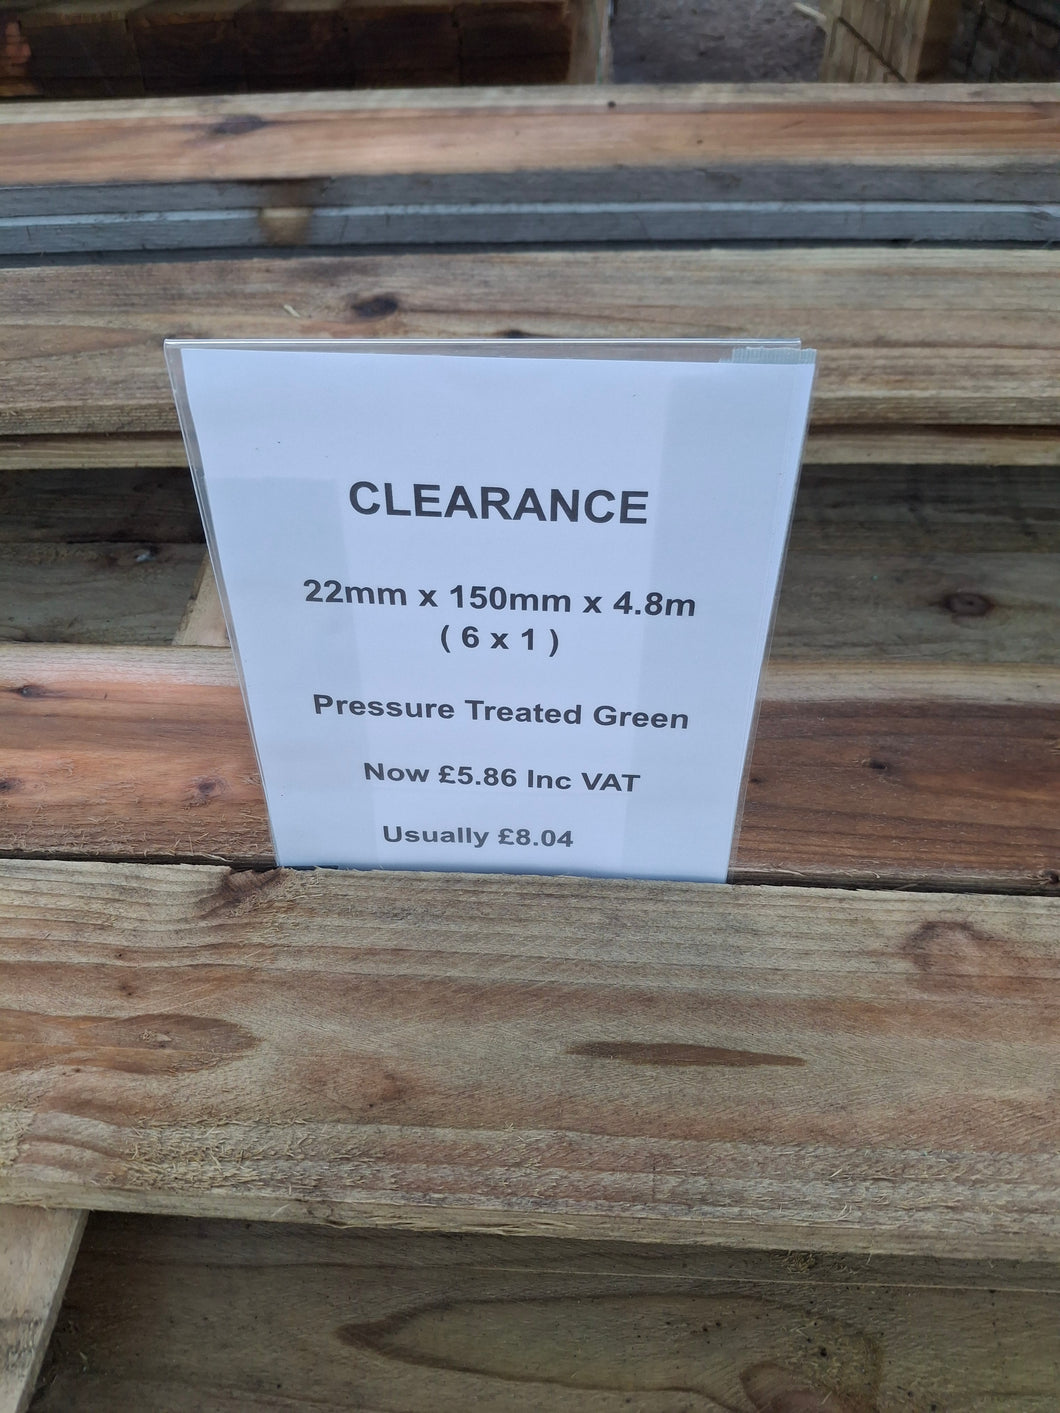 CLEARANCE
22mm x 150mm x 4.8m
( 6 x 1 )
Pressure Treated Green
Now £5.86 Inc VAT
Usually £8.04